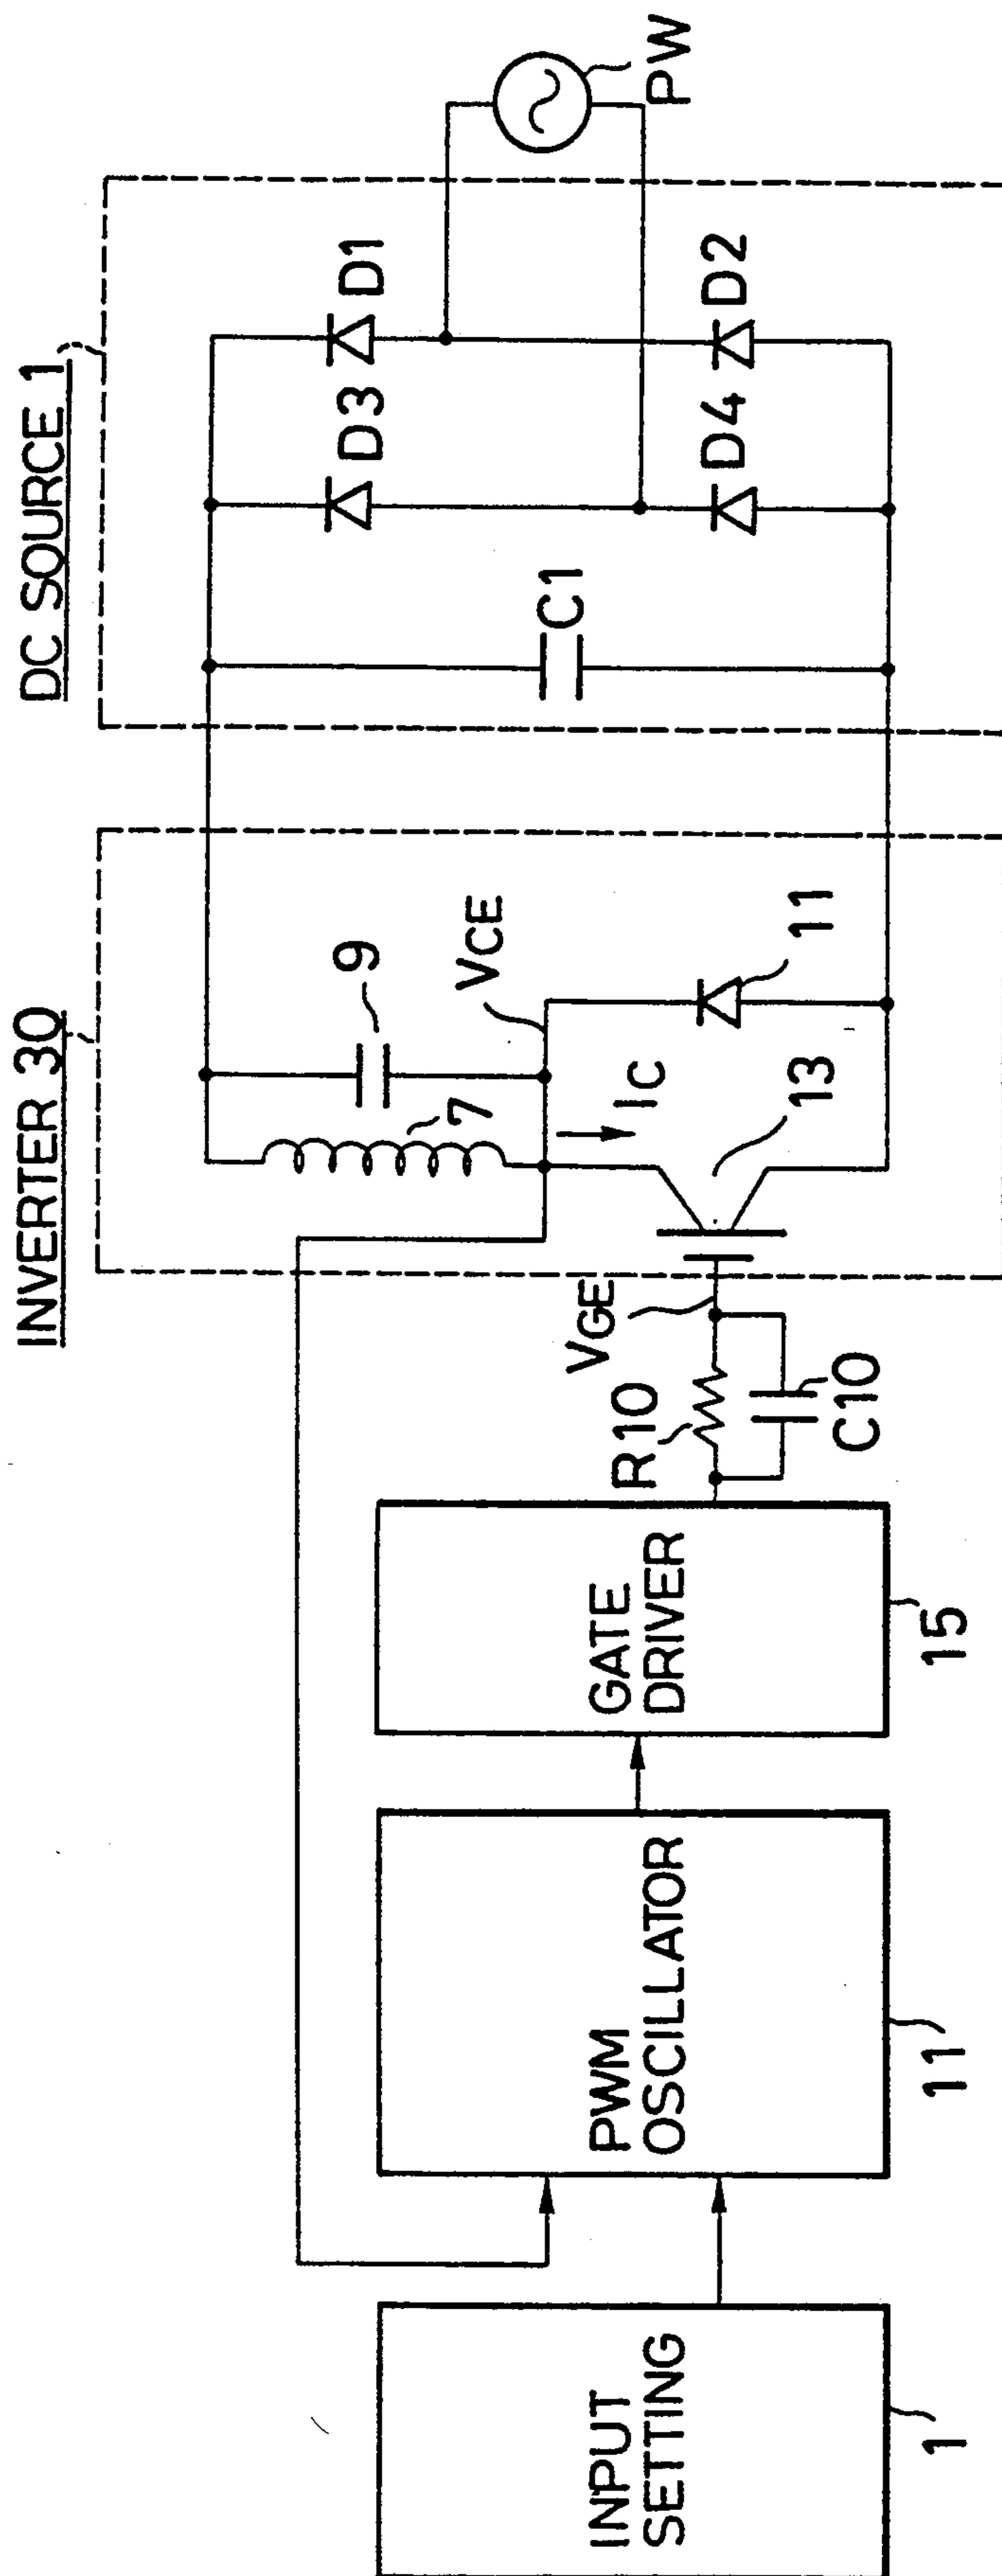 INVERTER 30
DC SOURCE 1
PW
D1
D3
D2
D4
C1
9
VCE
7
IC
11
13
VGE
R10
C10
GATE
DRIVER
15
PWM
OSCILLATOR
11
INPUT
SETTING
1